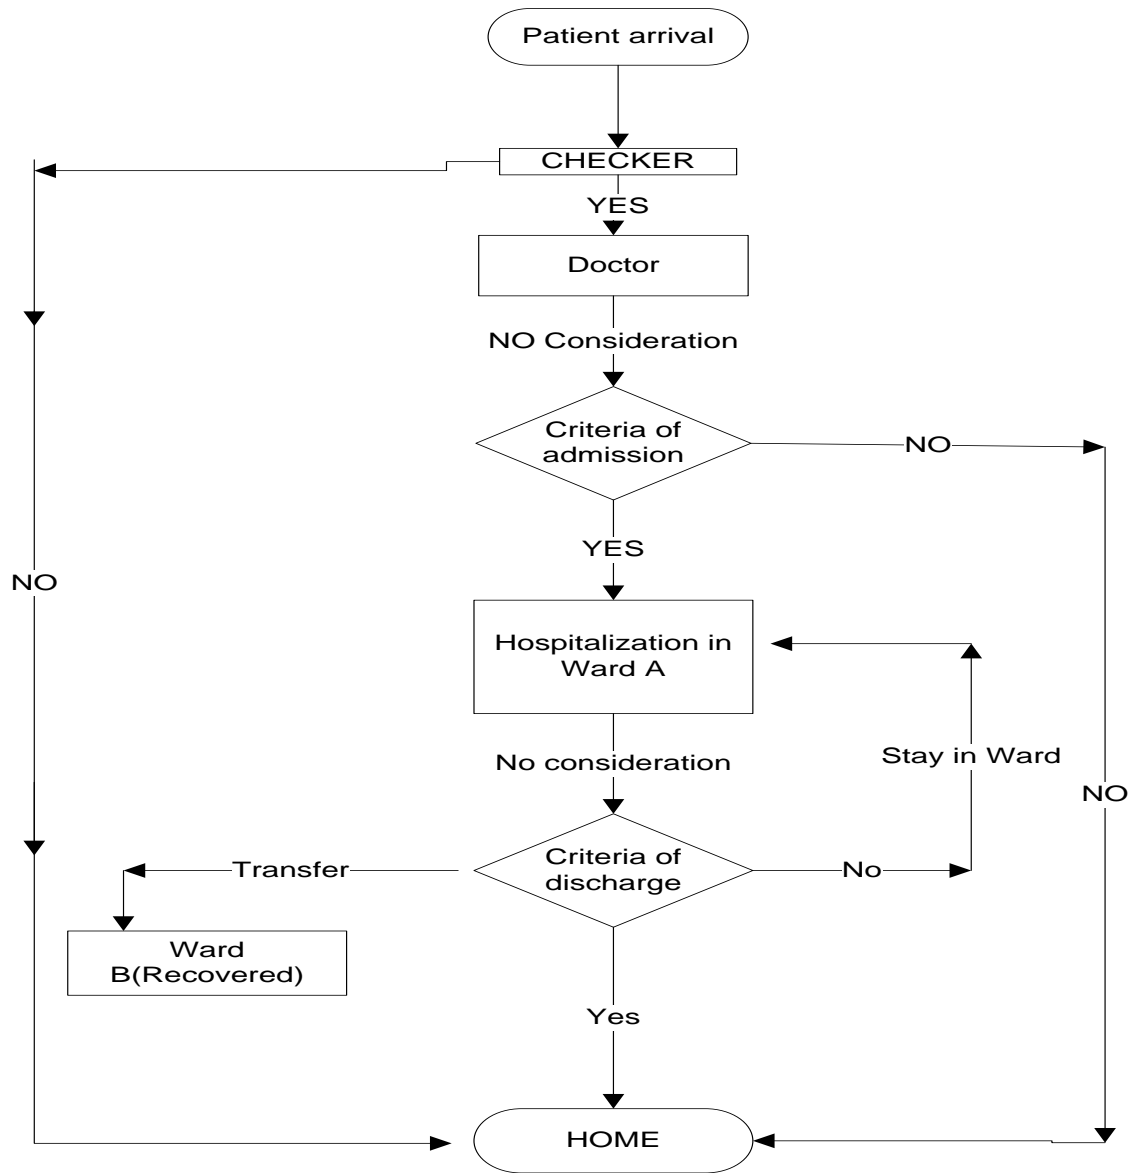 Patient arrival
CHECKER
YES
Doctor
NO Consideration
Criteria of
admission
NO
YES
NO
Hospitalization in
Ward A
No consideration
Stay in Ward
NO
Transfer
Criteria of
discharge
No
Ward
B(Recovered)
Yes
HOME